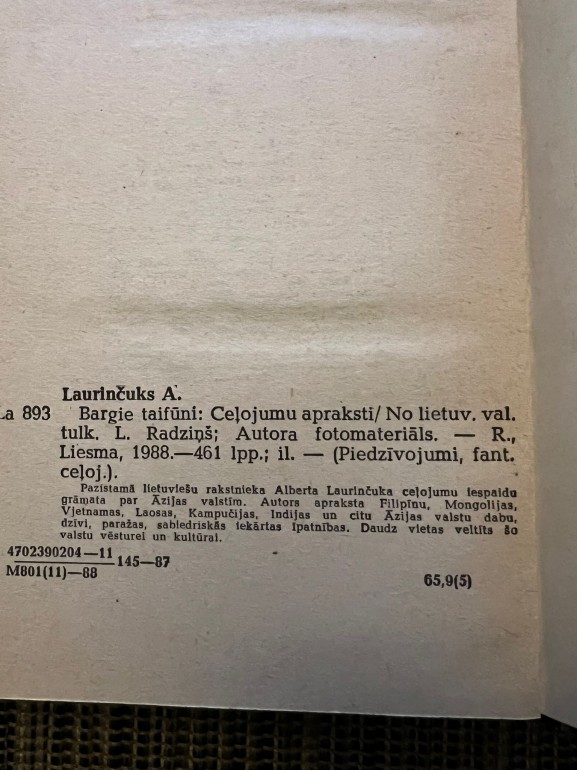 Laurinčuks A.
La 893 Bargie taifūni: Ceļojumu apraksti/ No lietuv. val.
tulk. L. Radziņš; Autora fotomateriāls. — R.,
Liesma, 1988.—461 lpp.; il. — (Piedzīvojumi, fant.
ceļoj.).
Pazīstamā lietuviešu rakstnieka Alberta Laurinčuka ceļojumu iespaidu
grāmata par Āzijas valstīm. Autors apraksta Filipīnu, Mongolijas,
Vjetnamas, Laosas, Kampučijas, Indijas un citu Āzijas valstu dabu,
dzīvi, paražas, sabiedriskās iekārtas īpatnības. Daudz vietas veltīts šo
valstu vēsturei un kultūrai.
4702390204—11
145—87
M801(11)—88
65,9(5)